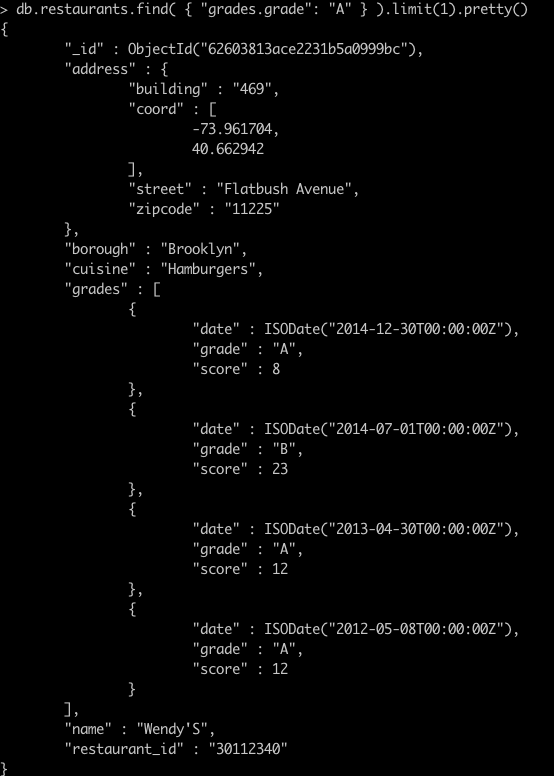 > db.restaurants.find( { "grades.grade": "A" } ).limit(1).pretty()
{
        "_id" : ObjectId("62603813ace2231b5a0999bc"),
        "address" : {
                "building" : "469",
                "coord" : [
                        -73.961704,
                        40.662942
                ],
                "street" : "Flatbush Avenue",
                "zipcode" : "11225"
        },
        "borough" : "Brooklyn",
        "cuisine" : "Hamburgers",
        "grades" : [
                {
                        "date" : ISODate("2014-12-30T00:00:00Z"),
                        "grade" : "A",
                        "score" : 8
                },
                {
                        "date" : ISODate("2014-07-01T00:00:00Z"),
                        "grade" : "B",
                        "score" : 23
                },
                {
                        "date" : ISODate("2013-04-30T00:00:00Z"),
                        "grade" : "A",
                        "score" : 12
                },
                {
                        "date" : ISODate("2012-05-08T00:00:00Z"),
                        "grade" : "A",
                        "score" : 12
                }
        ],
        "name" : "Wendy'S",
        "restaurant_id" : "30112340"
}